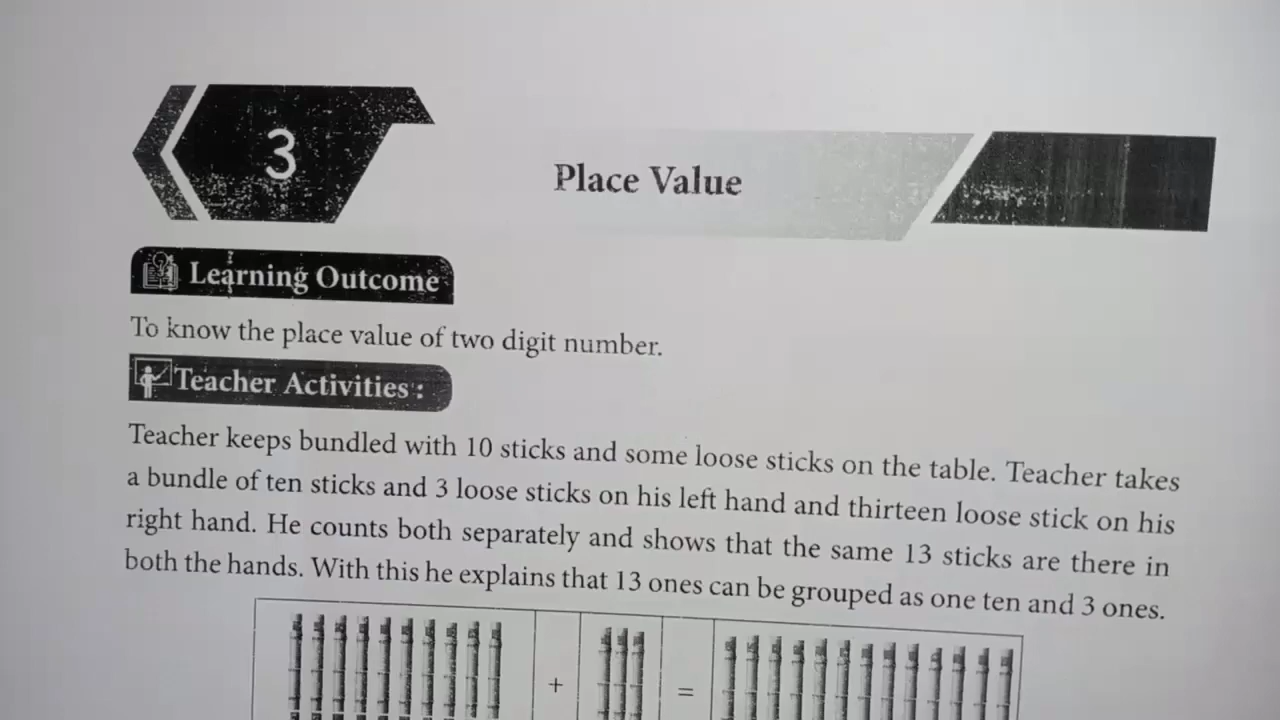 3
Place Value
Learning Outcome
To know the place value of two digit number.
Teacher Activities :
Teacher keeps bundled with 10 sticks and some loose sticks on the table. Teacher takes
a bundle of ten sticks and 3 loose sticks on his left hand and thirteen loose stick on his
right hand. He counts both separately and shows that the same 13 sticks are there in
both the hands. With this he explains that 13 ones can be grouped as one ten and 3 ones.
+ =